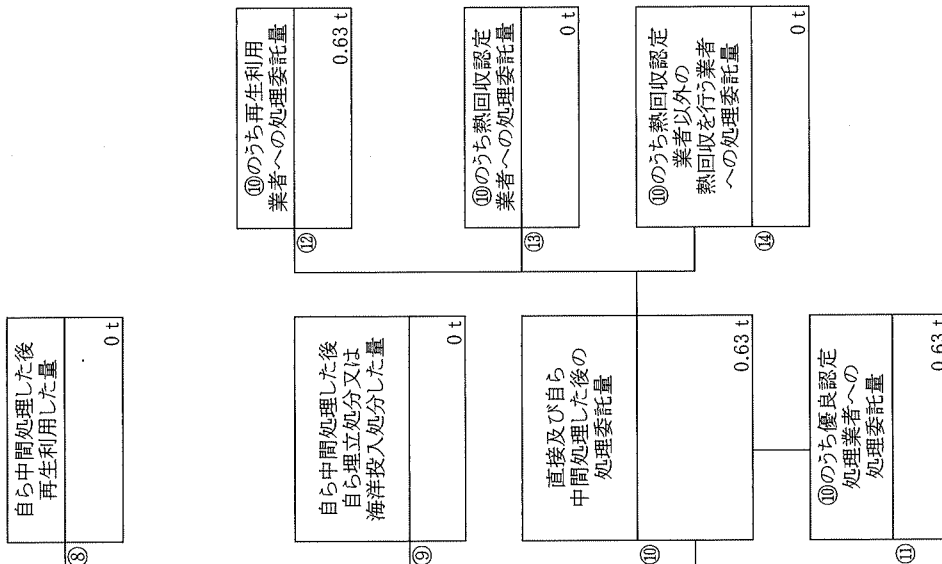 ⑧
自ら中間処理した後
再生利用した量
0 t
⑨
自ら中間処理した後
自ら埋立処分又は
海洋投入処分した量
0 t
⑩
直接及び自ら
中間処理した後の
処理委託量
0.63 t
⑪
⑩のうち優良認定
処理業者への
処理委託量
0.63 t
⑫
⑩のうち再生利用
業者への処理委託量
0.63 t
⑬
⑩のうち熱回収認定
業者への処理委託量
0 t
⑭
⑩のうち熱回収認定
業者以外の
熱回収を行う業者
への処理委託量
0 t